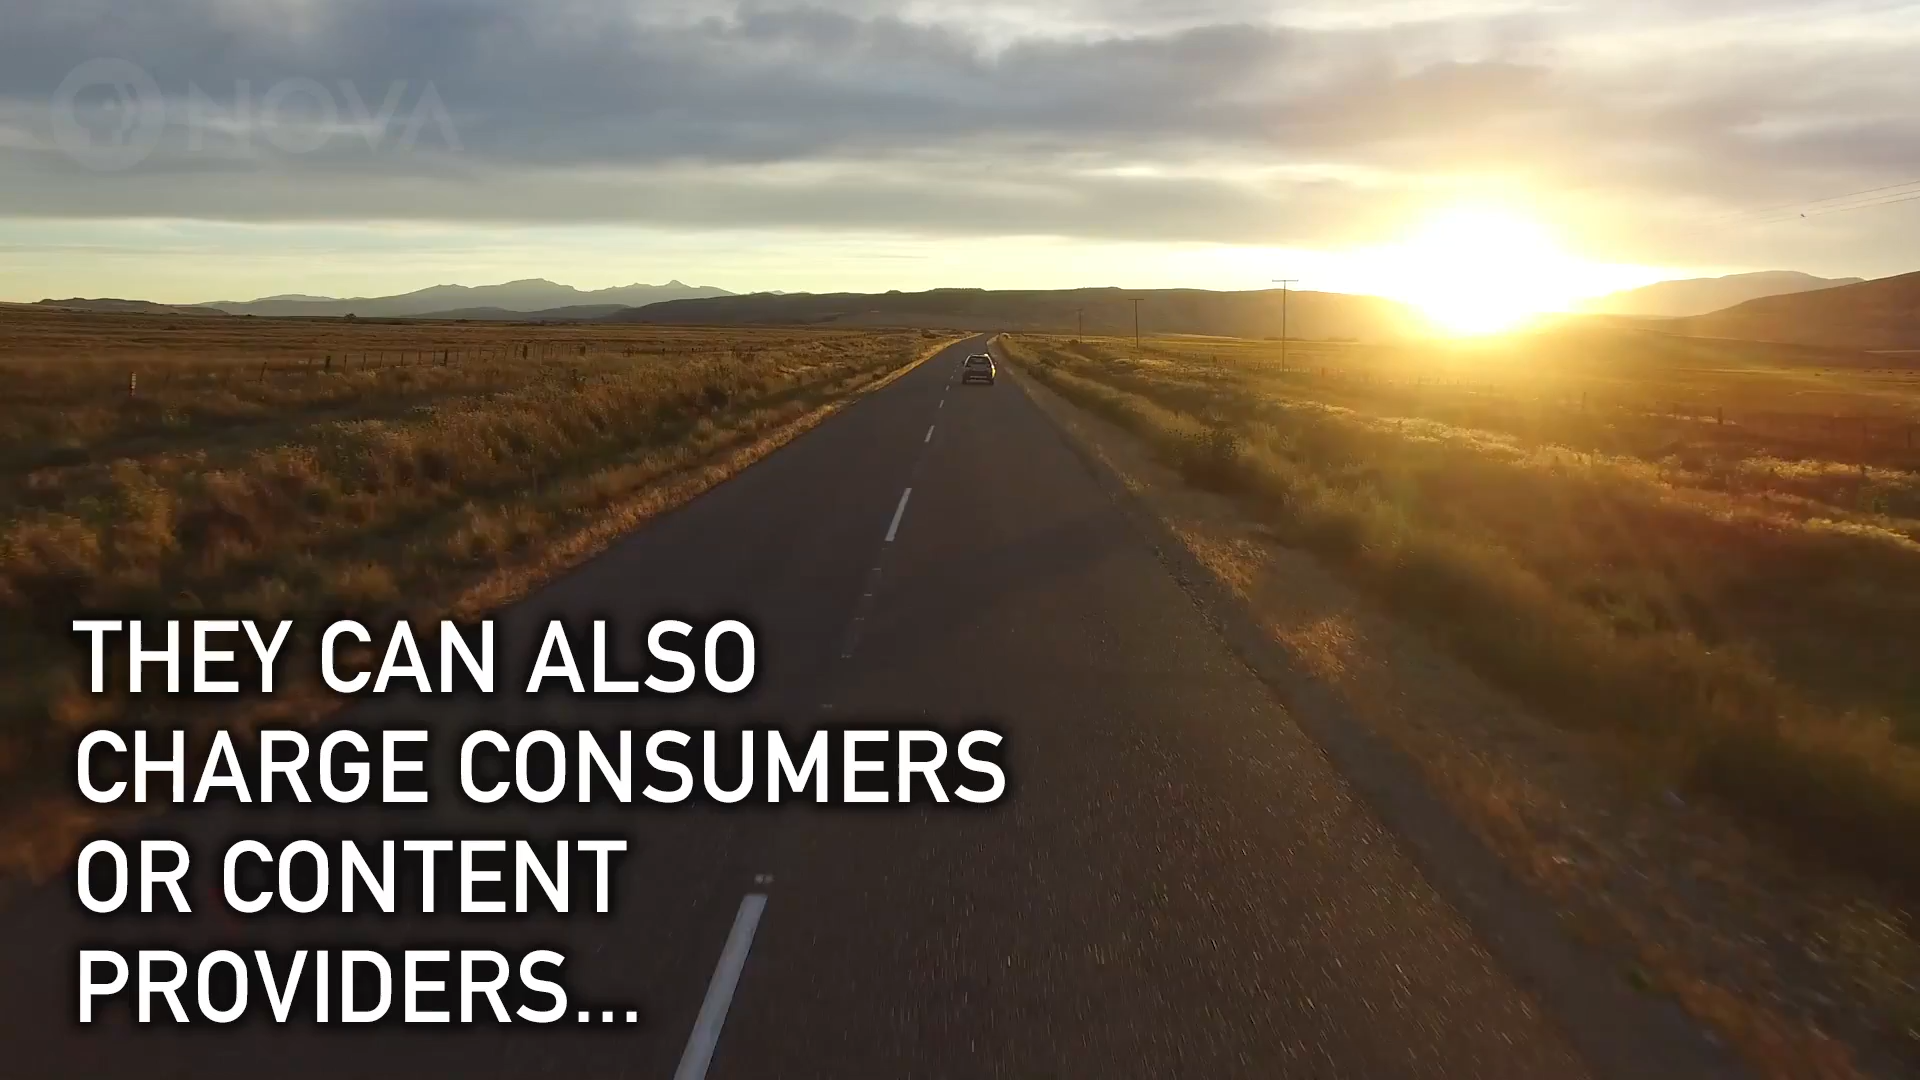 NOVA
THEY CAN ALSO
CHARGE CONSUMERS
OR CONTENT
PROVIDERS...